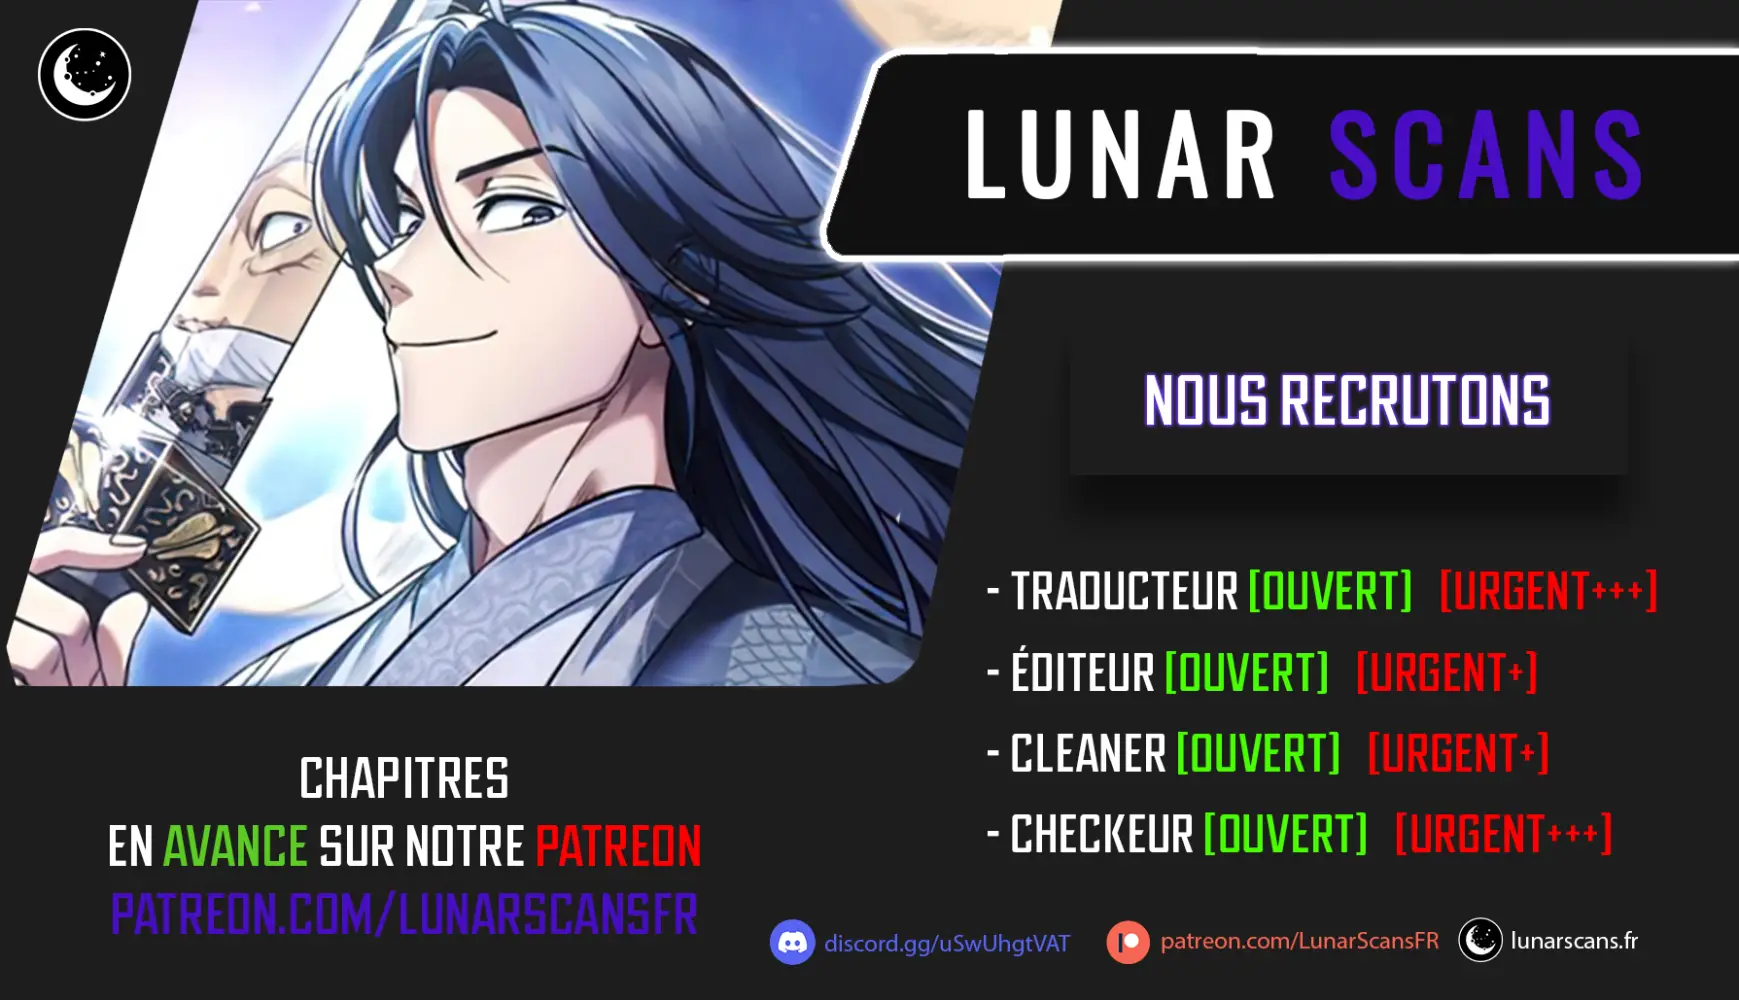 LUNAR SCANS
NOUS RECRUTONS
- TRADUCTEUR [OUVERT] [URGENT+++]
- ÉDITEUR [OUVERT] [URGENT+]
- CLEANER [OUVERT] [URGENT+]
- CHECKEUR [OUVERT] [URGENT+++]
CHAPITRES
EN AVANCE SUR NOTRE PATREON
PATREON.COM/LUNARSCANSFR
discord.gg/uSwUhgtVAT
patreon.com/LunarScansFR
lunarscans.fr